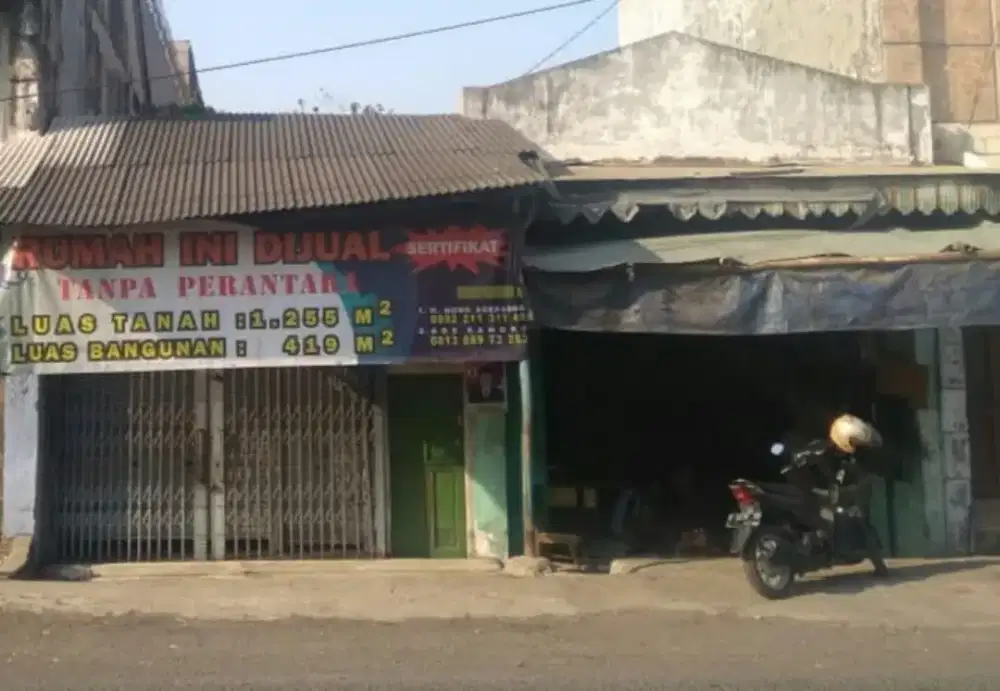 RUMAH INI DIJUAL
SERTIFIKAT
TANPA PERANTARA
LUAS TANAH : 1.255 M²
LUAS BANGUNAN : 419 M²